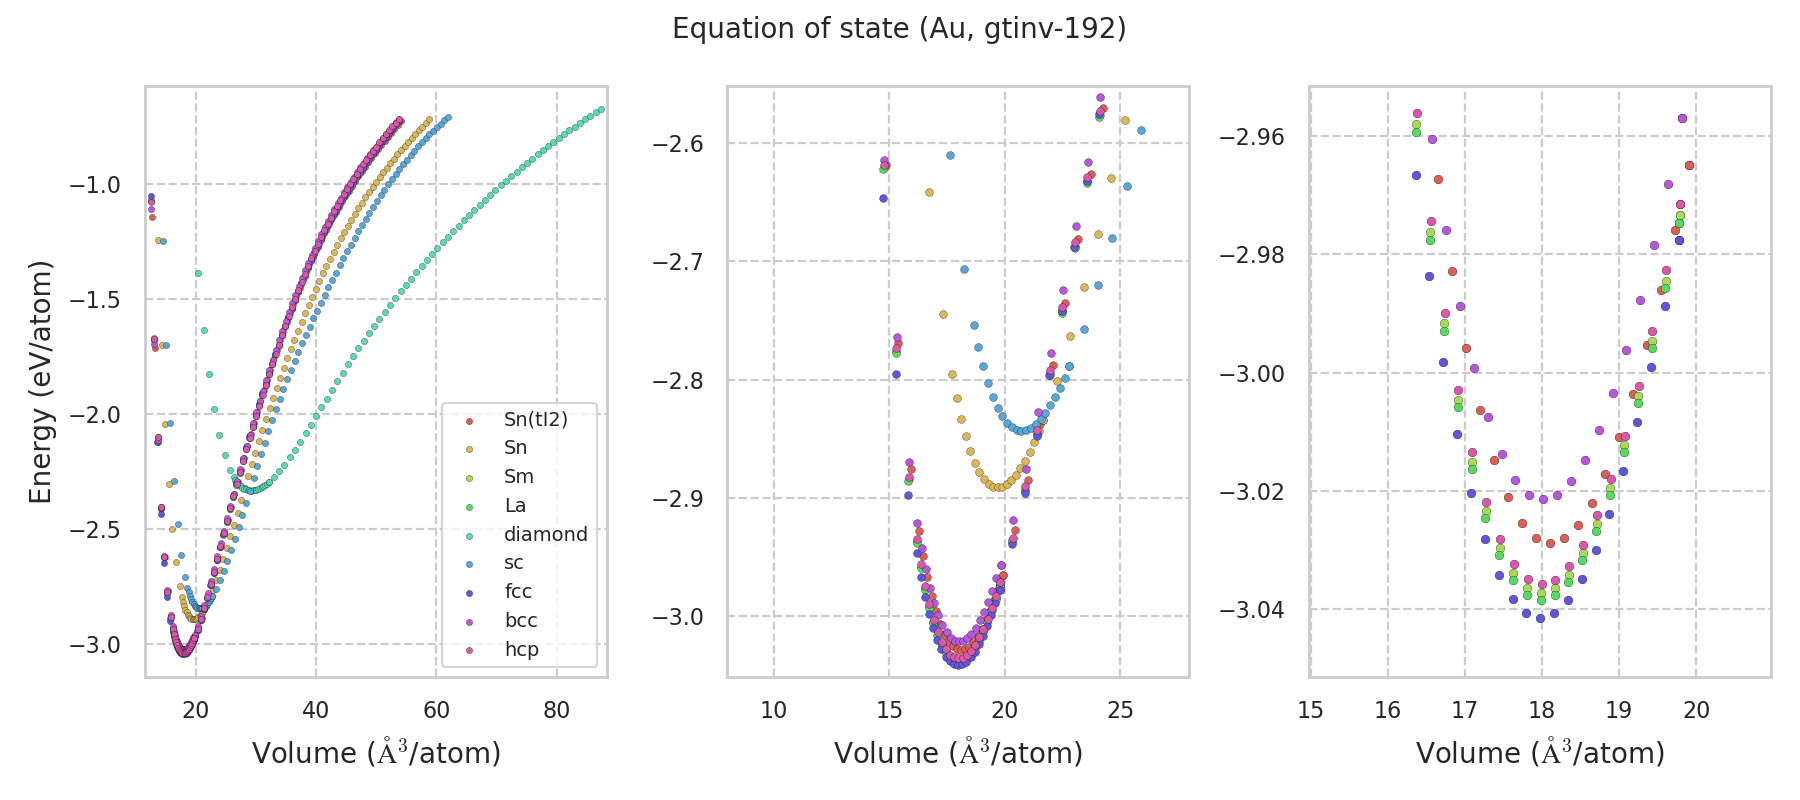 Equation of state (Au, gtinv-192)
Energy (eV/atom)
−1.0
−1.5
−2.0
−2.5
−3.0
20 40 60 80
Volume (Å³/atom)
Sn(tI2)
Sn
Sm
La
diamond
sc
fcc
bcc
hcp
−2.6
−2.7
−2.8
−2.9
−3.0
10 15 20 25
Volume (Å³/atom)
−2.96
−2.98
−3.00
−3.02
−3.04
15 16 17 18 19 20
Volume (Å³/atom)